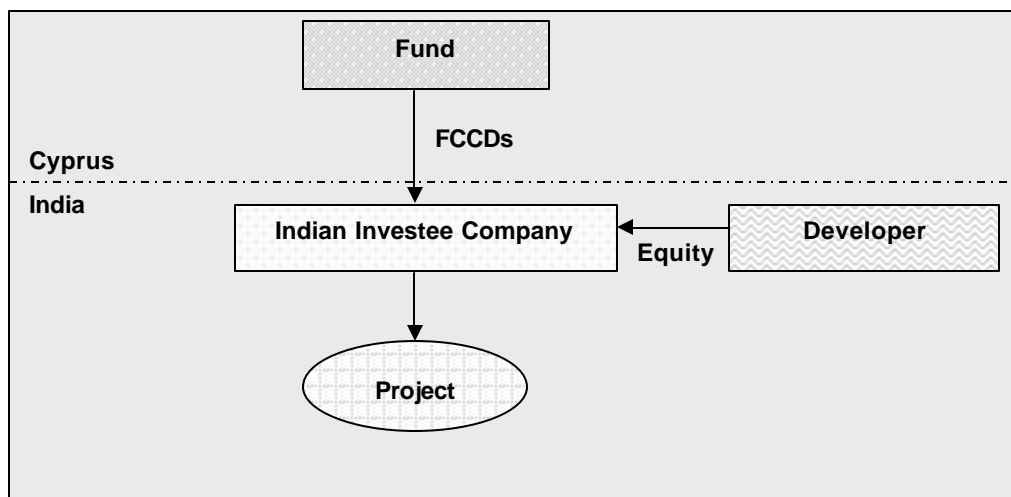 Fund
FCCDs
Cyprus
India
Indian Investee Company
Equity
Developer
Project